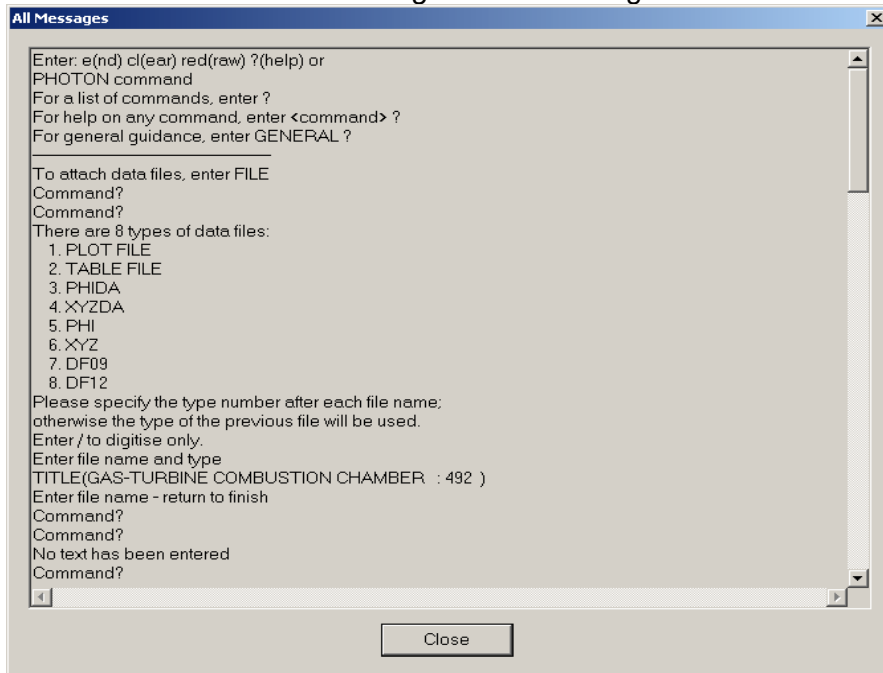 All Messages
Enter: e(nd) cl(ear) red(raw) ?(help) or
PHOTON command
For a list of commands, enter ?
For help on any command, enter <command> ?
For general guidance, enter GENERAL ?
To attach data files, enter FILE
Command?
Command?
There are 8 types of data files:
1. PLOT FILE
2. TABLE FILE
3. PHIDA
4. XYZDA
5. PHI
6. XYZ
7. DF09
8. DF12
Please specify the type number after each file name;
otherwise the type of the previous file will be used.
Enter / to digitise only.
Enter file name and type
TITLE(GAS-TURBINE COMBUSTION CHAMBER : 492 )
Enter file name - return to finish
Command?
Command?
No text has been entered
Command?
Close